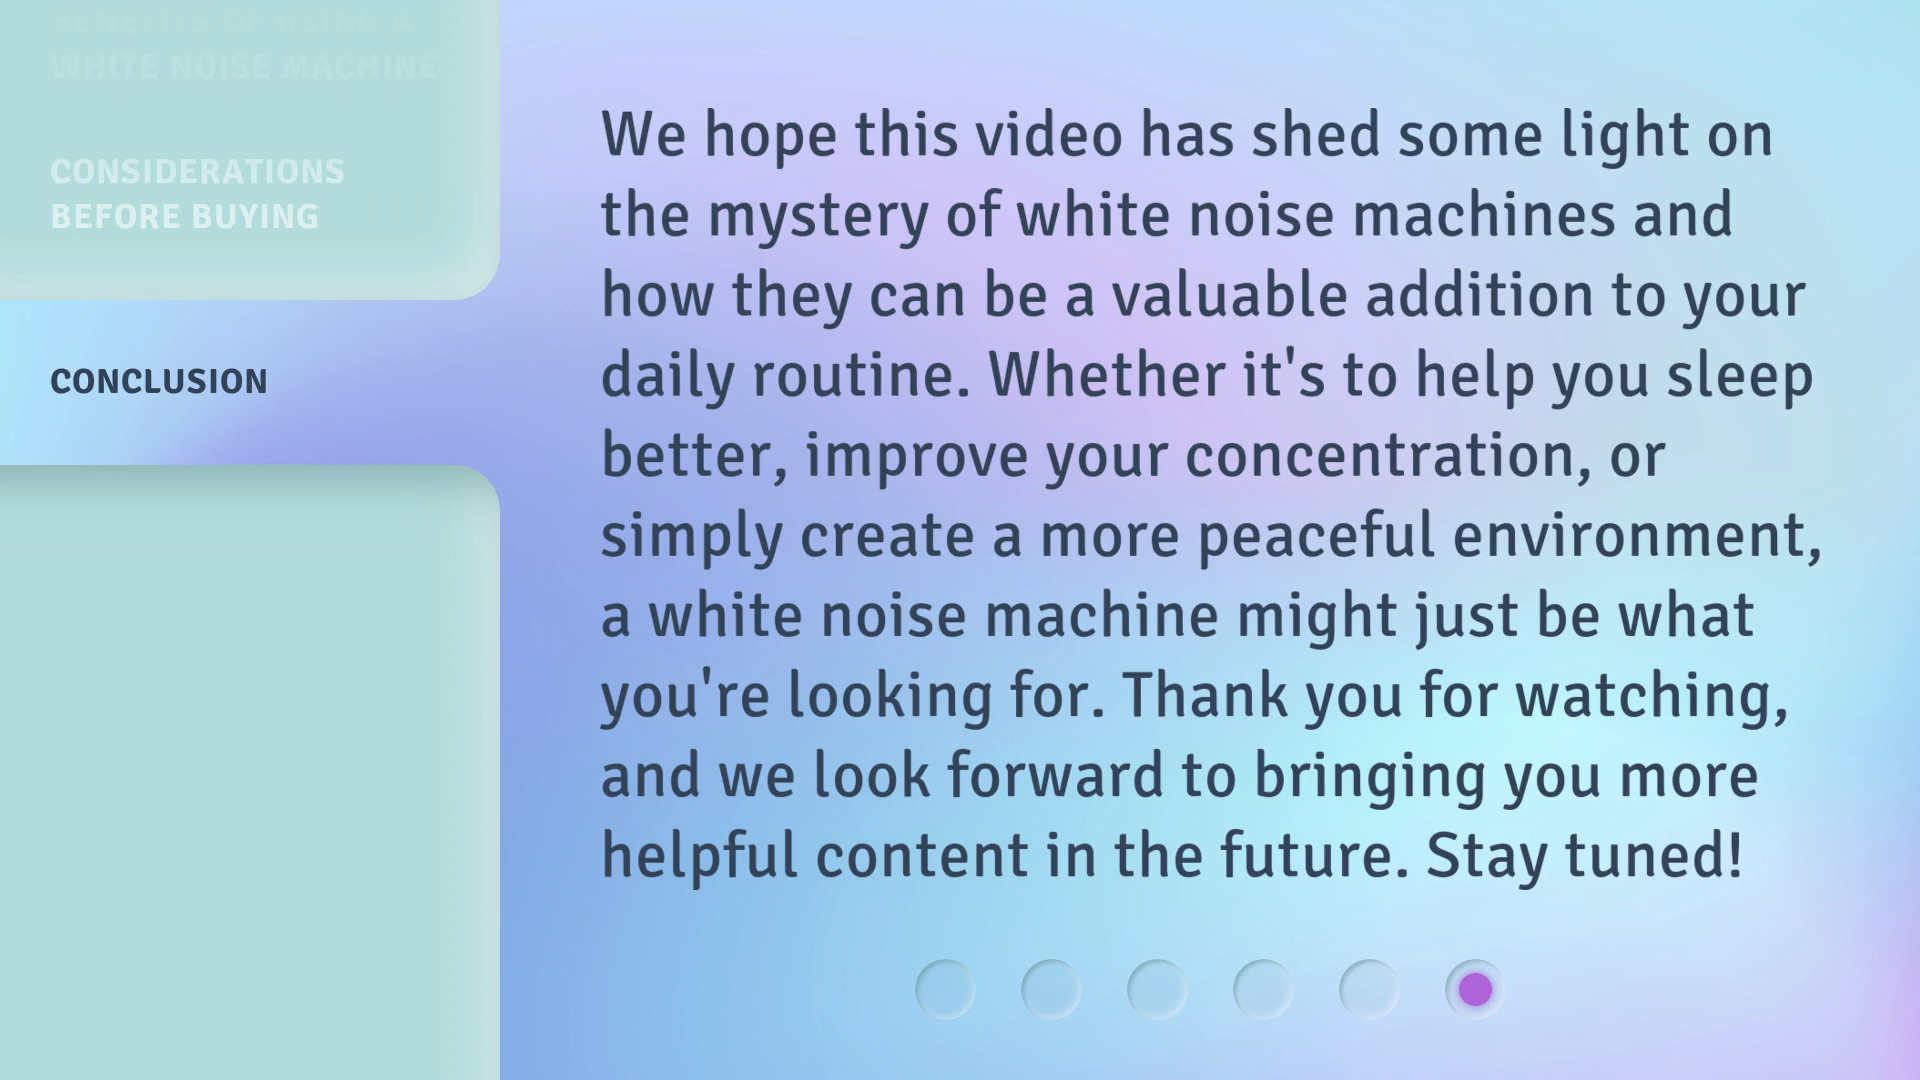 BENEFITS OF USING A
WHITE NOISE MACHINE
CONSIDERATIONS
BEFORE BUYING
CONCLUSION
We hope this video has shed some light on
the mystery of white noise machines and
how they can be a valuable addition to your
daily routine. Whether it's to help you sleep
better, improve your concentration, or
simply create a more peaceful environment,
a white noise machine might just be what
you're looking for. Thank you for watching,
and we look forward to bringing you more
helpful content in the future. Stay tuned!